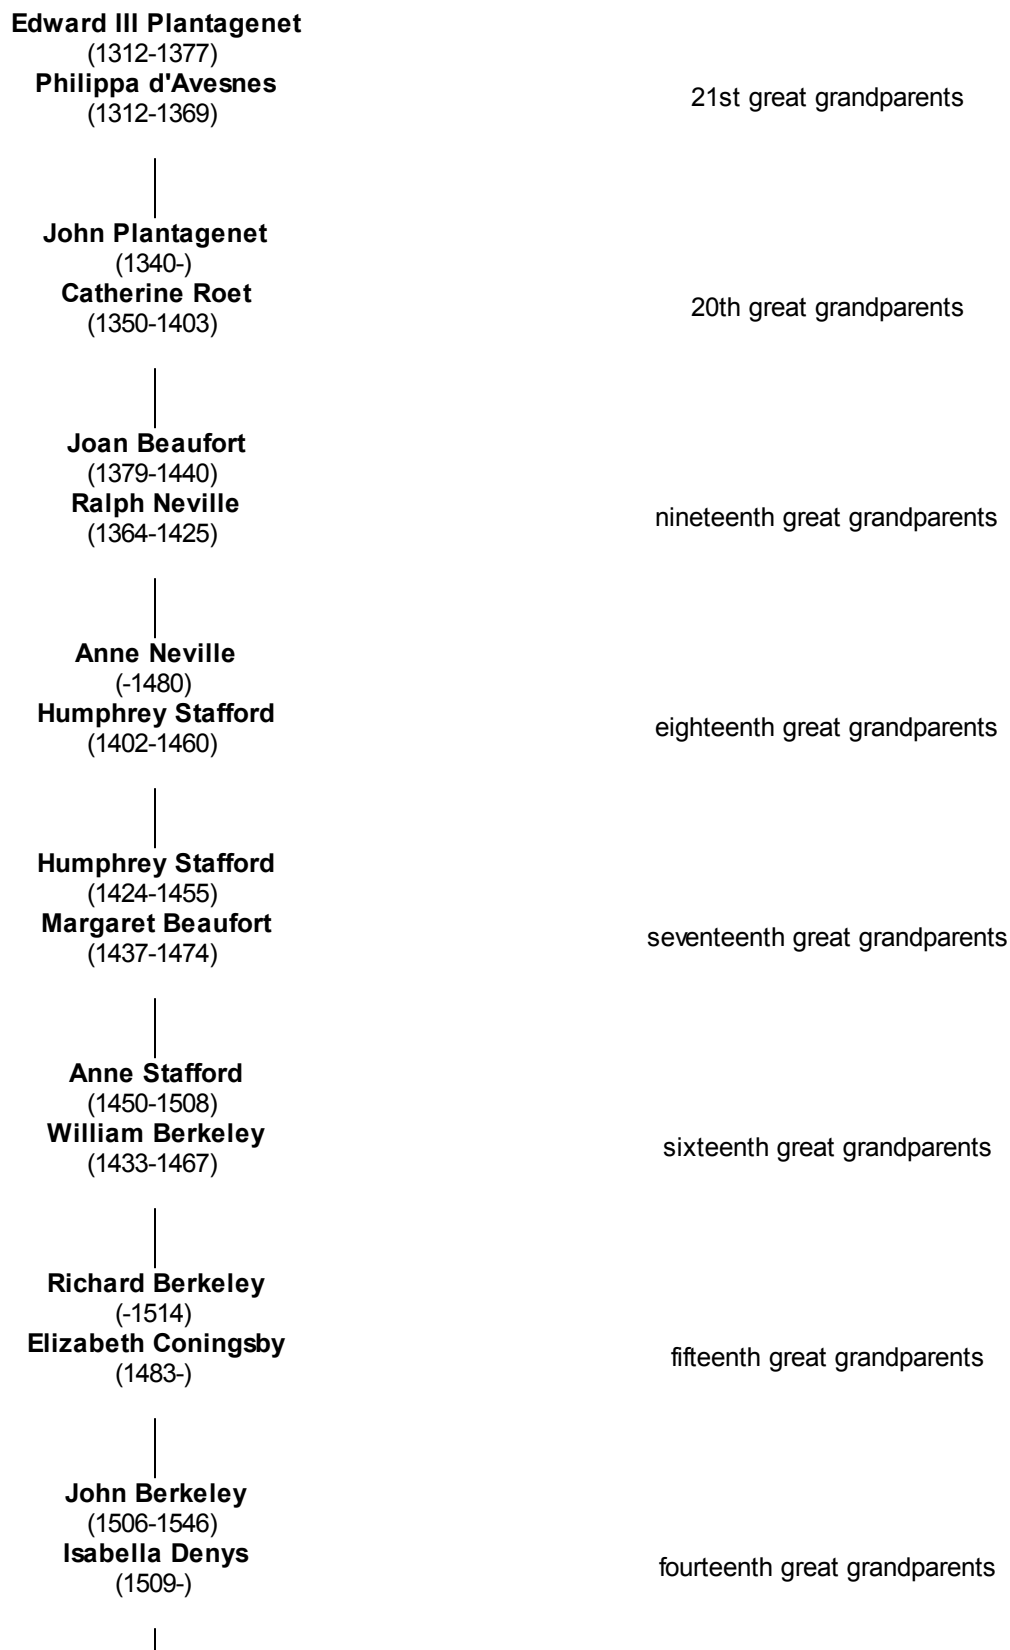 Edward III Plantagenet
(1312-1377)
Philippa d'Avesnes
(1312-1369)
21st great grandparents
John Plantagenet
(1340-)
Catherine Roet
(1350-1403)
20th great grandparents
Joan Beaufort
(1379-1440)
Ralph Neville
(1364-1425)
nineteenth great grandparents
Anne Neville
(-1480)
Humphrey Stafford
(1402-1460)
eighteenth great grandparents
Humphrey Stafford
(1424-1455)
Margaret Beaufort
(1437-1474)
seventeenth great grandparents
Anne Stafford
(1450-1508)
William Berkeley
(1433-1467)
sixteenth great grandparents
Richard Berkeley
(-1514)
Elizabeth Coningsby
(1483-)
fifteenth great grandparents
John Berkeley
(1506-1546)
Isabella Denys
(1509-)
fourteenth great grandparents